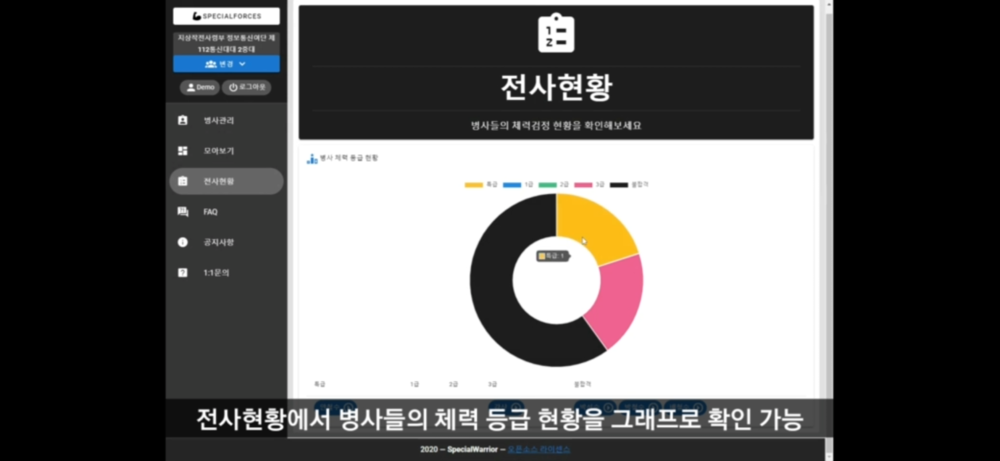 SPECIALFORCES
지상작전사령부 정보통신여단 제
112통신대대 2중대
변경
Demo
로그아웃
병사관리
모아보기
전사현황
FAQ
공지사항
1:1문의
1
2
전사현황
병사들의 체력검정 현황을 확인해보세요
병사 체력 등급 현황
특급 1급 2급 3급 불합격
특급: 1
특급 1급 2급 3급 불합격
전사현황에서 병사들의 체력 등급 현황을 그래프로 확인 가능
2020 — SpecialWarrior — 오픈소스 라이센스